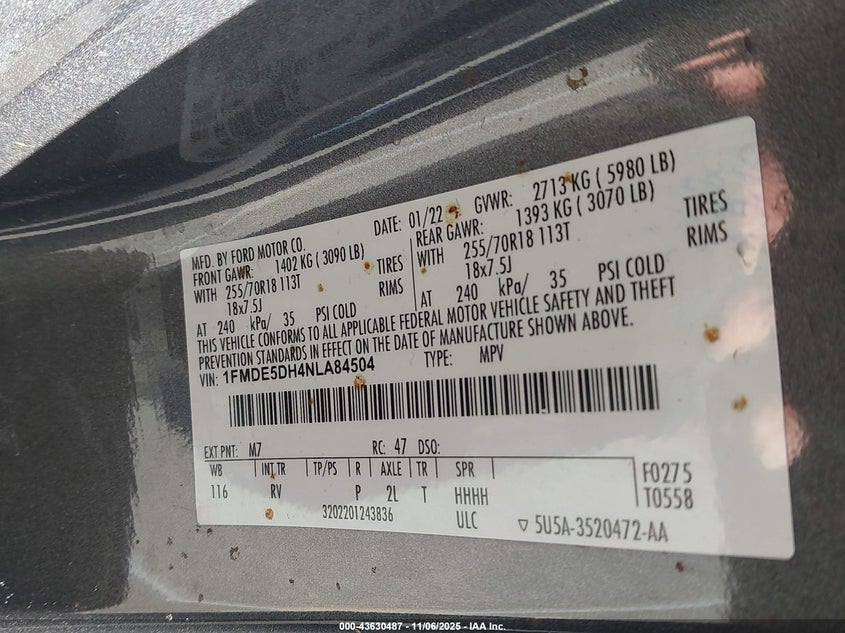 MFD. BY FORD MOTOR CO.
DATE: 01/22 GVWR: 2713 KG ( 5980 LB)
FRONT GAWR: 1402 KG ( 3090 LB)
REAR GAWR: 1393 KG ( 3070 LB)
WITH 255/70R18 113T TIRES
WITH 255/70R18 113T TIRES
18x7.5J RIMS
18x7.5J RIMS
AT 240 kPa/ 35 PSI COLD
AT 240 kPa/ 35 PSI COLD
THIS VEHICLE CONFORMS TO ALL APPLICABLE FEDERAL MOTOR VEHICLE SAFETY AND THEFT
PREVENTION STANDARDS IN EFFECT ON THE DATE OF MANUFACTURE SHOWN ABOVE.
VIN: 1FMDE5DH4NLA84504 TYPE: MPV
EXT PNT: M7 RC: 47 DSO:
WB INT TR TP/PS R AXLE TR SPR
116 RV P 2L T HHHH
F0275
T0558
3202201243836 ULC 5U5A-3520472-AA
000-43630487 - 11/06/2025 - IAA Inc.